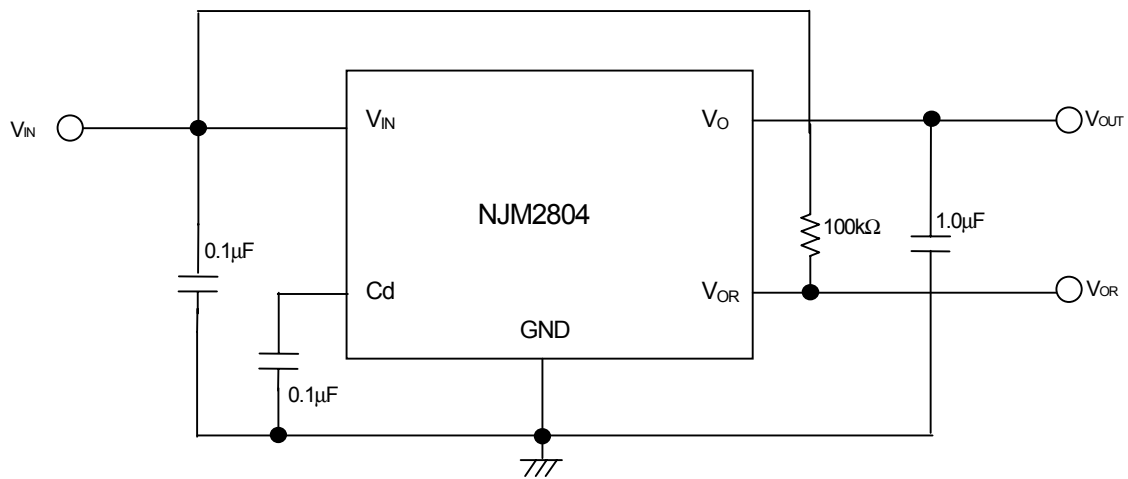 VIN
VIN
VO
VOUT
NJM2804
100kΩ
1.0μF
0.1μF
Cd
VOR
VOR
GND
0.1μF